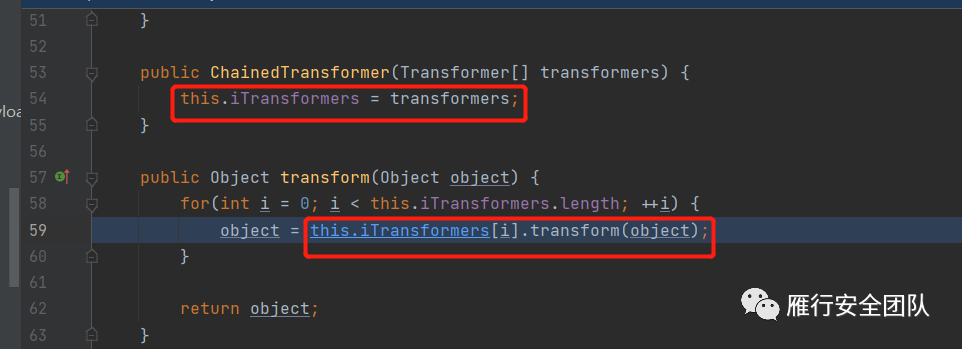 51 }
52
53 public ChainedTransformer(Transformer[] transformers) {
54 this.iTransformers = transformers;
55 }
56
57 public Object transform(Object object) {
58 for(int i = 0; i < this.iTransformers.length; ++i) {
59 object = this.iTransformers[i].transform(object);
60 }
61
62 return object;
63 }
yloa
雁行安全团队